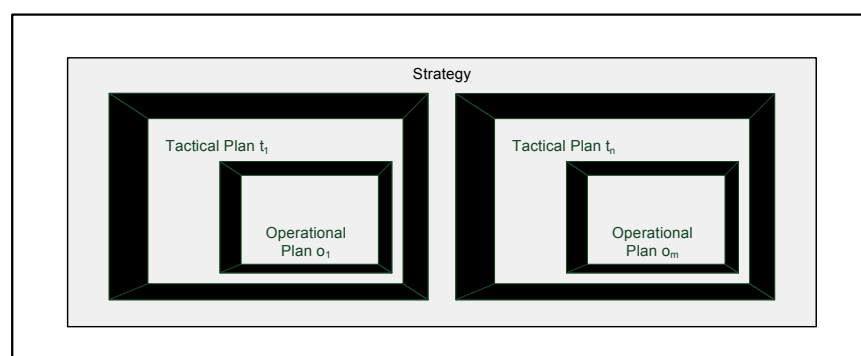 Strategy
Tactical Plan t₁
Tactical Plan tₙ
Operational
Plan o₁
Operational
Plan oₘ